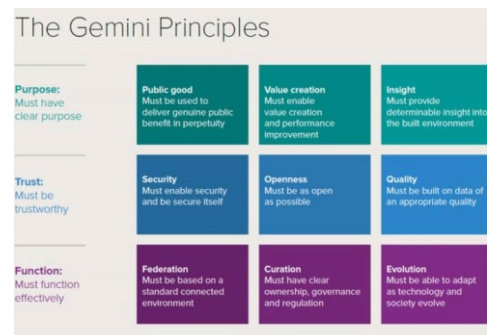 The Gemini Principles
Purpose:
Must have
clear purpose
Public good
Must be used to
deliver genuine public
benefit in perpetuity
Value creation
Must enable
value creation
and performance
improvement
Insight
Must provide
determinable insight into
the built environment
Trust:
Must be
trustworthy
Security
Must enable security
and be secure itself
Openness
Must be as open
as possible
Quality
Must be built on data of
an appropriate quality
Function:
Must function
effectively
Federation
Must be based on a
standard connected
environment
Curation
Must have clear
ownership, governance
and regulation
Evolution
Must be able to adapt
as technology and
society evolve